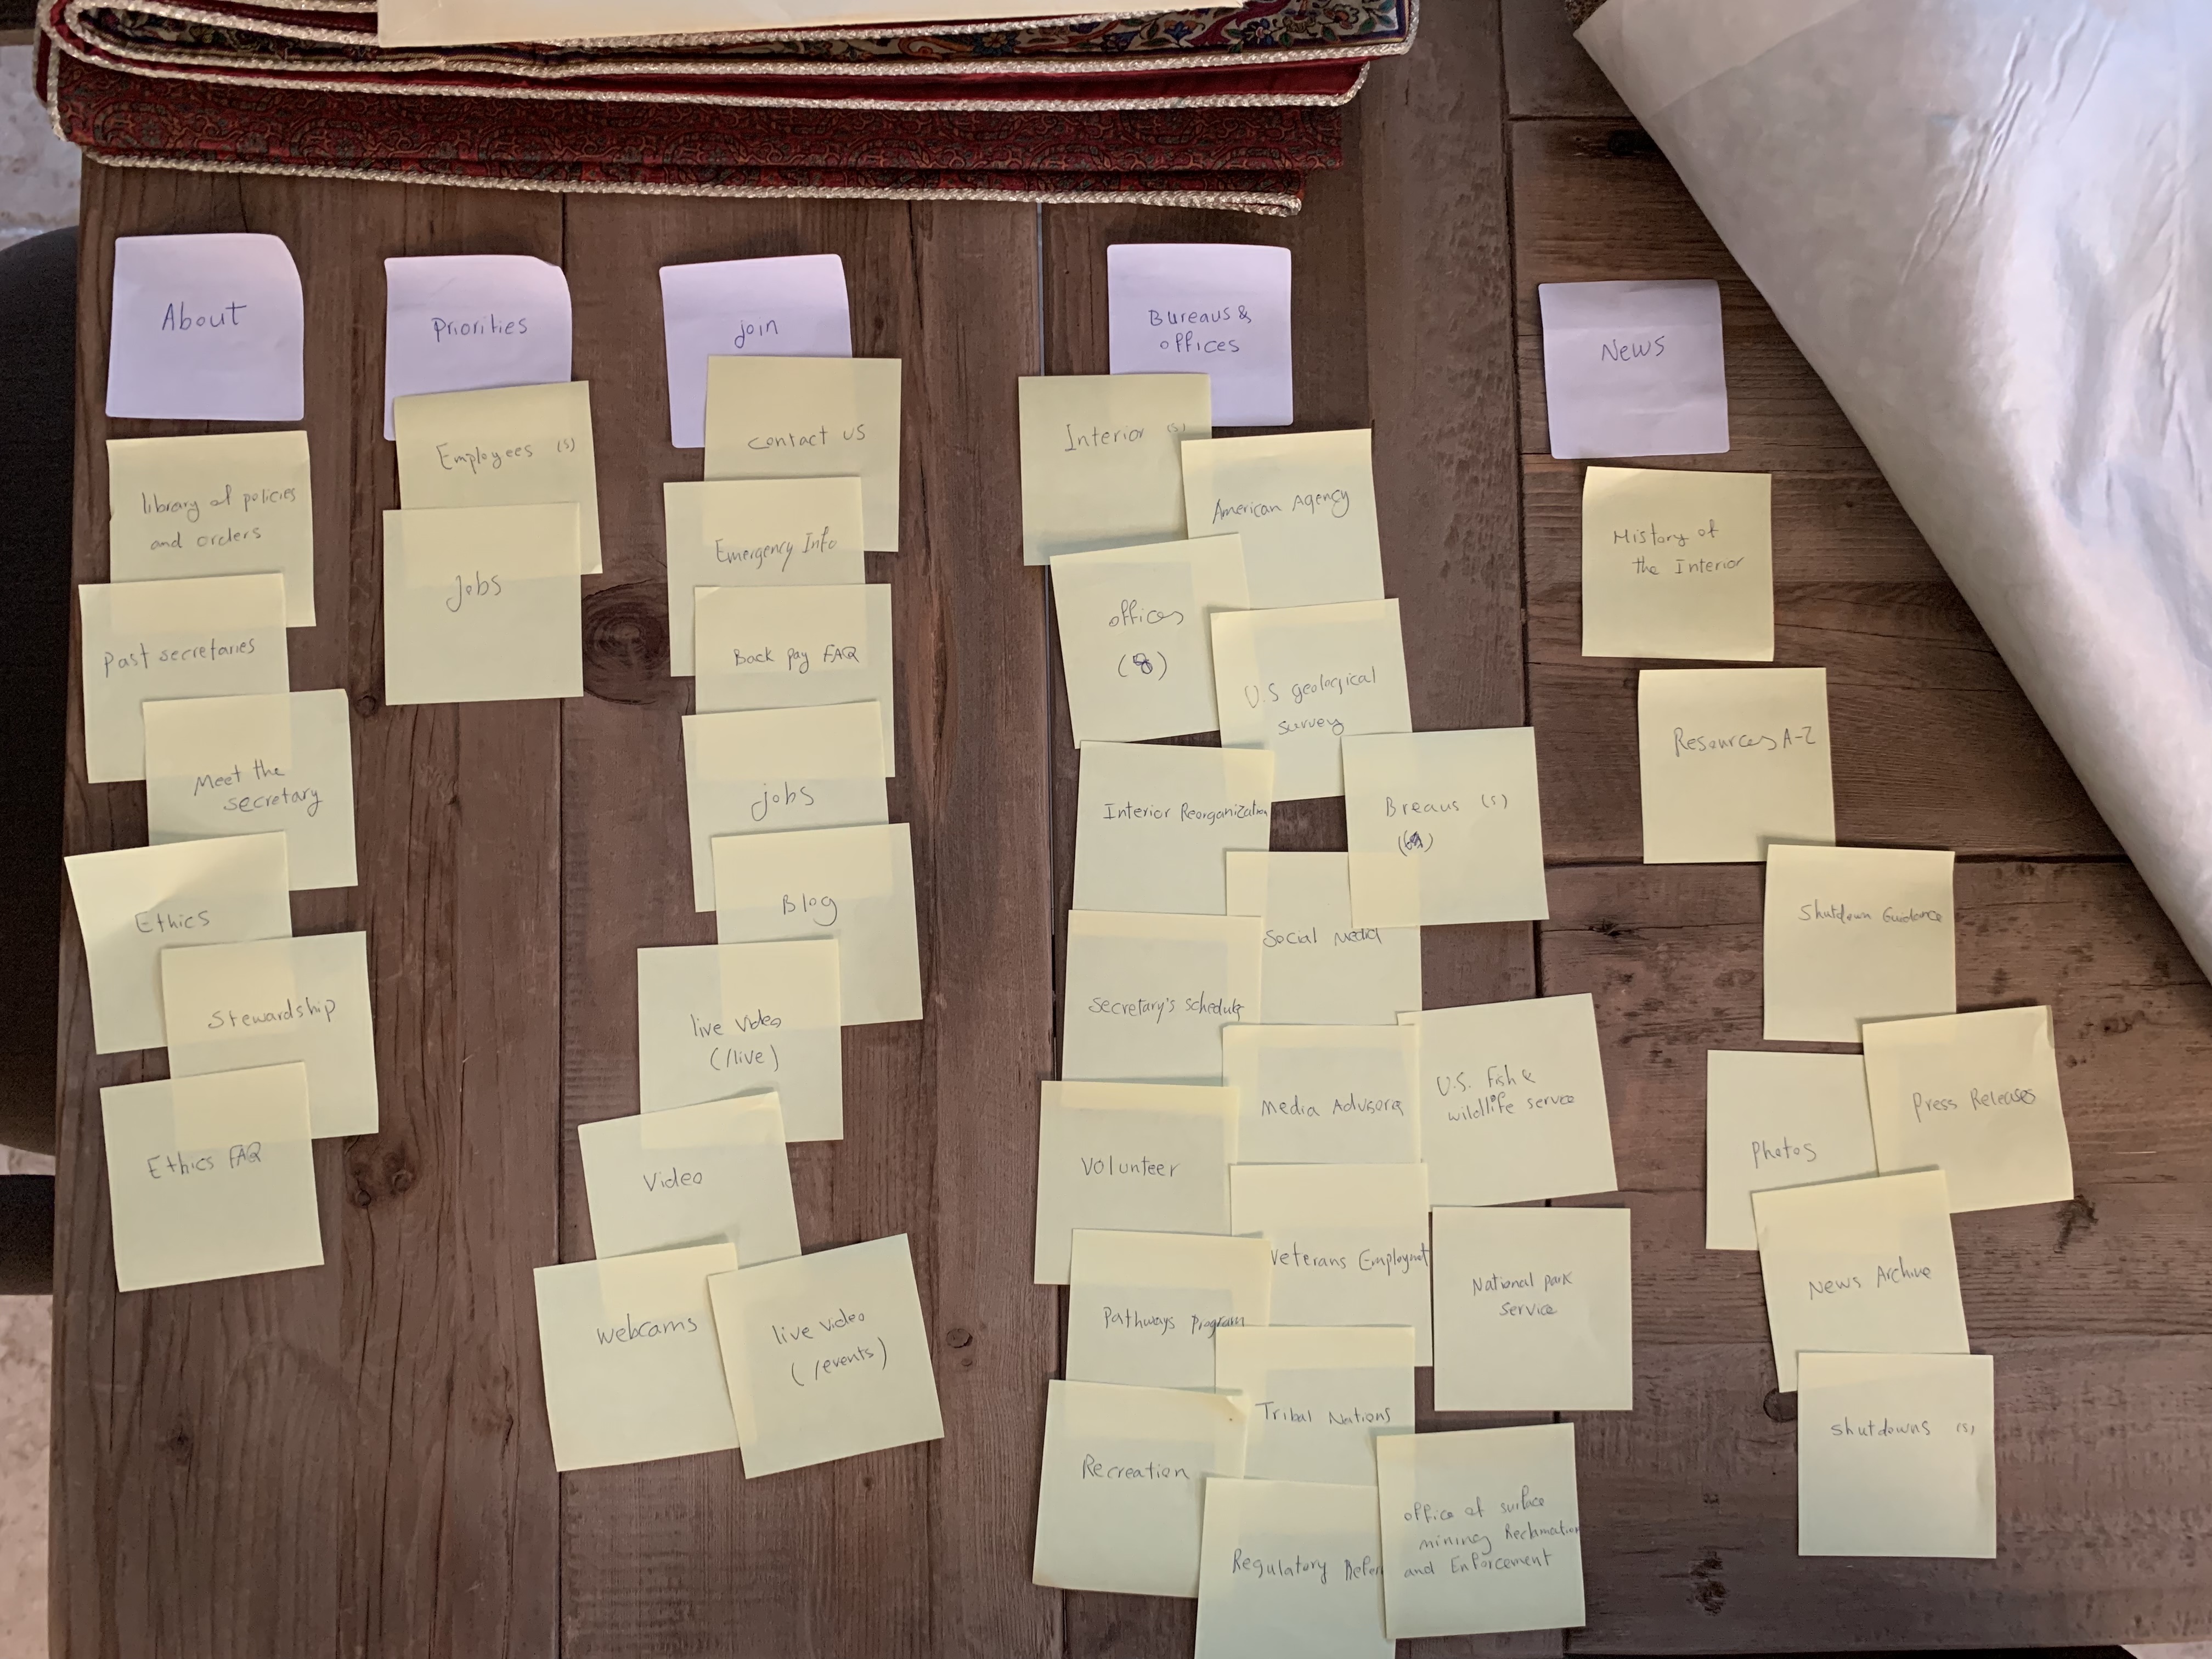 About
library of policies
and orders
Past secretaries
Meet the
secretary
Ethics
Stewardship
Ethics FAQ
Priorities
Employees (s)
Jobs
join
contact us
Emergency Info
Back pay FAQ
jobs
Blog
live video
(/live)
Video
webcams
live video
(/events)
Bureaus &
offices
Interior (s)
American Agency
offices
U.S geological
survey
Interior Reorganization
Breaus (s)
Social Media
Secretary's schedule
Media
U.S. Fish &
wildlife service
Volunteer
Veterans
National park
service
Pathways Program
Tribal Nations
Recreation
office of surface
mining Reclamation
and Enforcement
Regulatory
News
History of
the Interior
Resources A-Z
Shutdown Guidance
Press Releases
Photos
News Archive
Shutdowns (s)